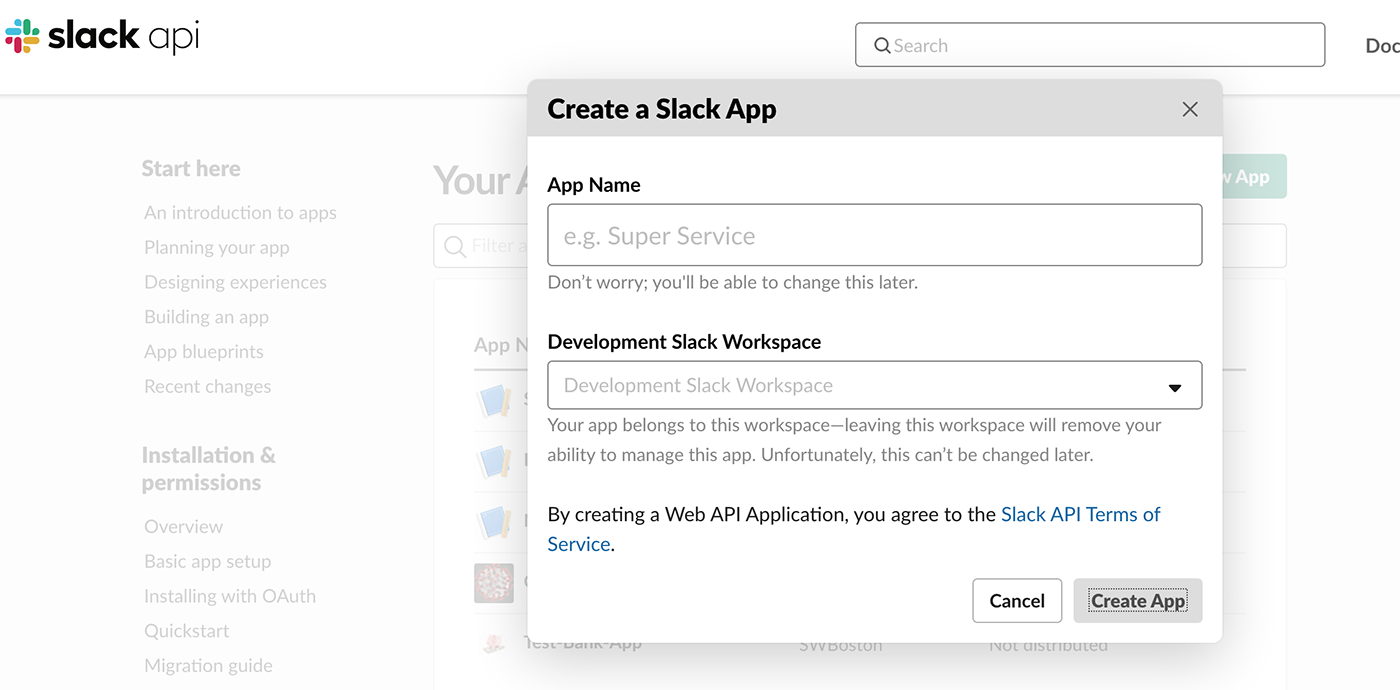 slack api
Search
Doc
Create a Slack App
Start here
An introduction to apps
Planning your app
Designing experiences
Building an app
App blueprints
Recent changes
Installation &
permissions
Overview
Basic app setup
Installing with OAuth
Quickstart
Migration guide
Your A
w App
Filter a
App N
App Name
e.g. Super Service
Don’t worry; you'll be able to change this later.
Development Slack Workspace
Development Slack Workspace
Your app belongs to this workspace—leaving this workspace will remove your
ability to manage this app. Unfortunately, this can’t be changed later.
By creating a Web API Application, you agree to the Slack API Terms of
Service.
Cancel
Create App
Test-Bank-App
SWBoston
Not distributed